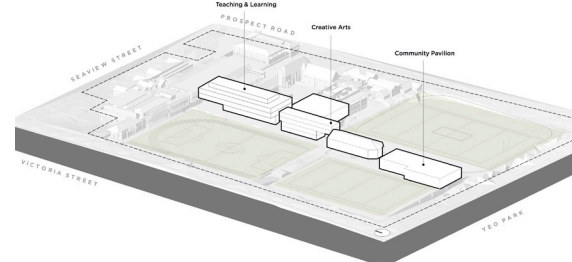 Teaching & Learning
PROSPECT ROAD
Creative Arts
SEAVIEW STREET
Community Pavilion
VICTORIA STREET
YEO PARK